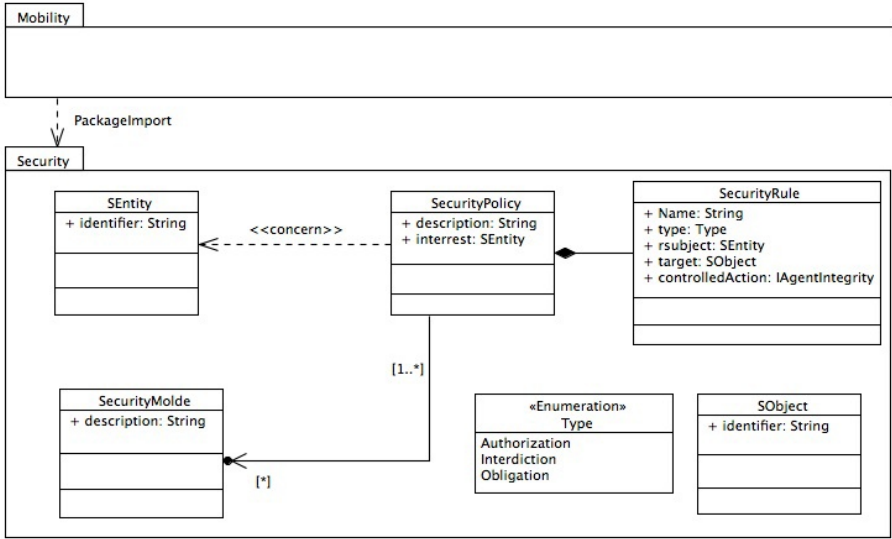 Mobility
PackageImport
Security
SEntity
+ identifier: String
<<concern>>
SecurityPolicy
+ description: String
+ interrest: SEntity
SecurityRule
+ Name: String
+ type: Type
+ rsubject: SEntity
+ target: SObject
+ controlledAction: IAgentIntegrity
[1..*]
SecurityMolde
+ description: String
[*]
«Enumeration»
Type
Authorization
Interdiction
Obligation
SObject
+ identifier: String